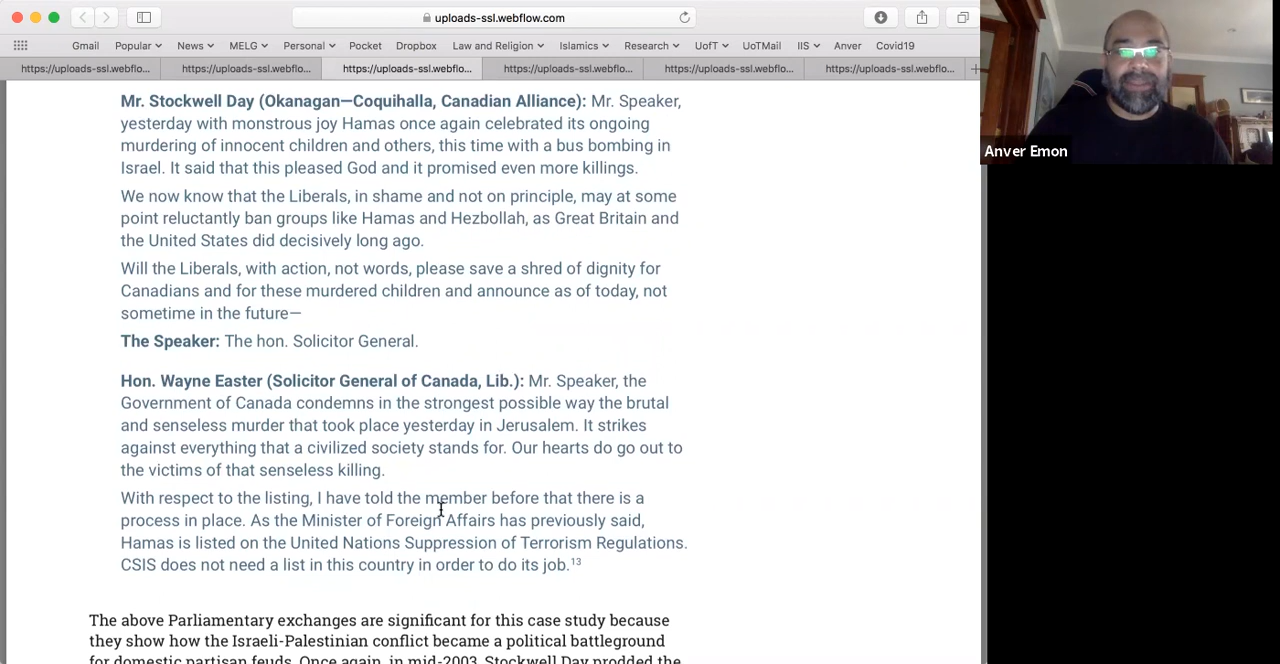 uploads-ssl.webflow.com
Gmail Popular News MELG Personal Pocket Dropbox Law and Religion Islamics Research UofT UoTMail IIS Anver Covid19
https://uploads-ssl.webflo... https://uploads-ssl.webflo... https://uploads-ssl.webflo... https://uploads-ssl.webflo... https://uploads-ssl.webflo... https://uploads-ssl.webflo...
Mr. Stockwell Day (Okanagan—Coquihalla, Canadian Alliance): Mr. Speaker,
yesterday with monstrous joy Hamas once again celebrated its ongoing
murdering of innocent children and others, this time with a bus bombing in
Israel. It said that this pleased God and it promised even more killings.
We now know that the Liberals, in shame and not on principle, may at some
point reluctantly ban groups like Hamas and Hezbollah, as Great Britain and
the United States did decisively long ago.
Will the Liberals, with action, not words, please save a shred of dignity for
Canadians and for these murdered children and announce as of today, not
sometime in the future—
The Speaker: The hon. Solicitor General.
Hon. Wayne Easter (Solicitor General of Canada, Lib.): Mr. Speaker, the
Government of Canada condemns in the strongest possible way the brutal
and senseless murder that took place yesterday in Jerusalem. It strikes
against everything that a civilized society stands for. Our hearts do go out to
the victims of that senseless killing.
With respect to the listing, I have told the member before that there is a
process in place. As the Minister of Foreign Affairs has previously said,
Hamas is listed on the United Nations Suppression of Terrorism Regulations.
CSIS does not need a list in this country in order to do its job.13
The above Parliamentary exchanges are significant for this case study because
they show how the Israeli-Palestinian conflict became a political battleground
for domestic partisan feuds. Once again, in mid-2003, Stockwell Day prodded the
Anver Emon